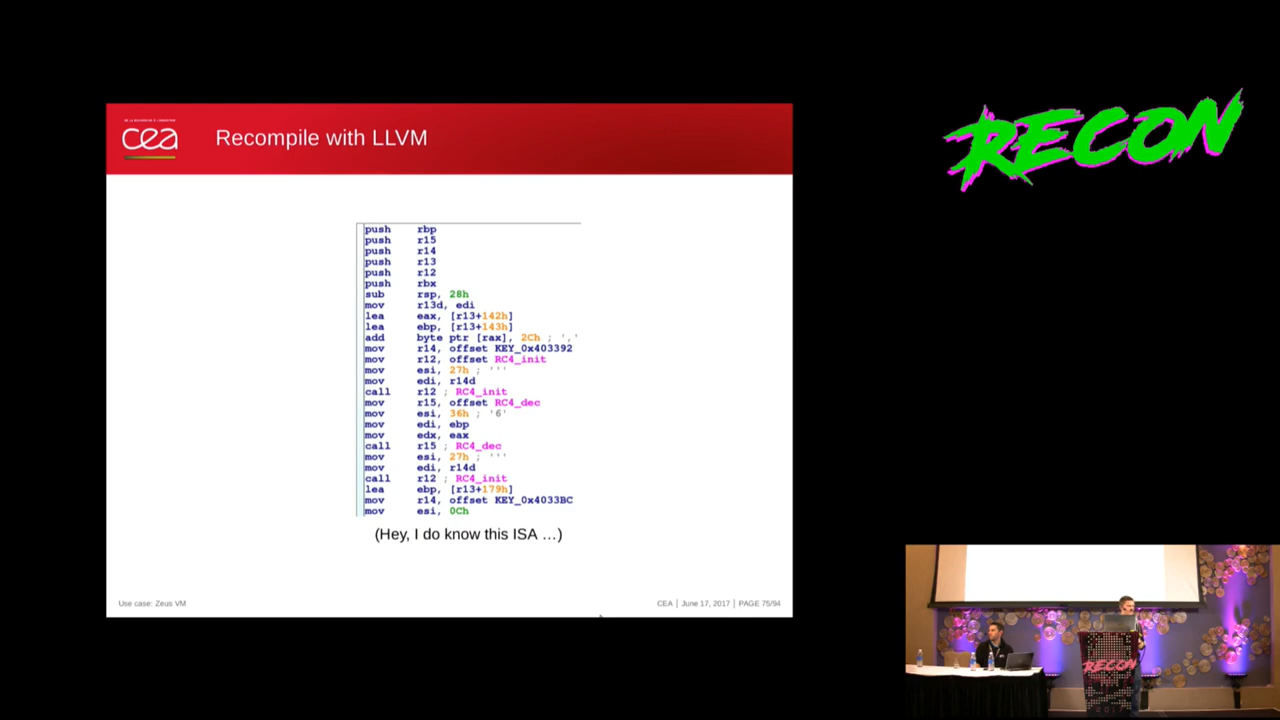 DE LA RECHERCHE À L'INDUSTRIE
cea
Recompile with LLVM
RECON
push rbp
push r15
push r14
push r13
push r12
push rbx
sub rsp, 28h
mov r13d, edi
lea eax, [r13+142h]
lea ebp, [r13+143h]
add byte ptr [rax], 2Ch ; ','
mov r14, offset KEY_0x403392
mov r12, offset RC4_init
mov esi, 27h ; '''
mov edi, r14d
call r12 ; RC4_init
mov r15, offset RC4_dec
mov esi, 36h ; '6'
mov edi, ebp
mov edx, eax
call r15 ; RC4_dec
mov esi, 27h ; '''
mov edi, r14d
call r12 ; RC4_init
lea ebp, [r13+179h]
mov r14, offset KEY_0x4033BC
mov esi, 0Ch
(Hey, I do know this ISA …)
Use case: Zeus VM
CEA | June 17, 2017 | PAGE 75/94
RECON